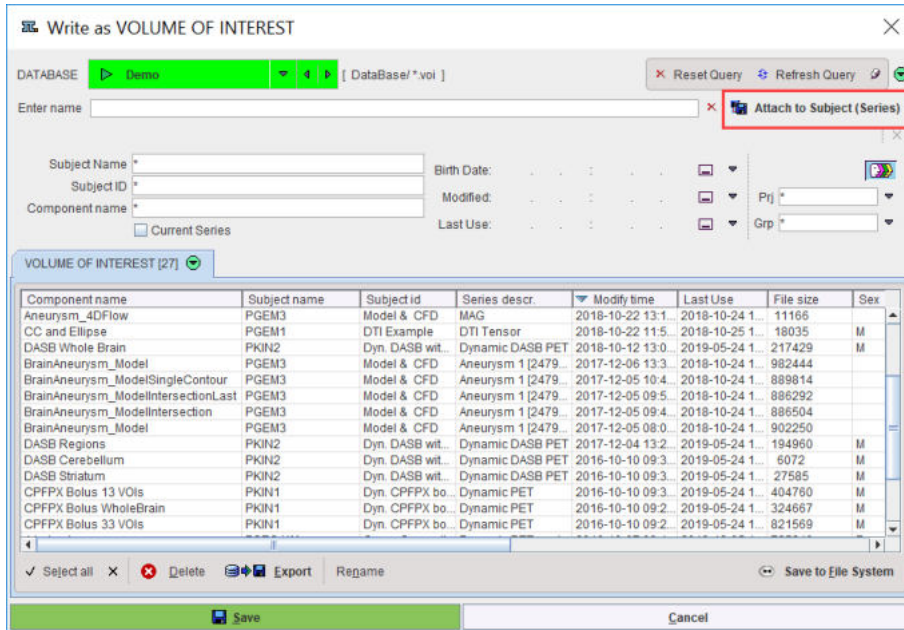 Write as VOLUME OF INTEREST
DATABASE Demo [ DataBase/ *.voi ] Reset Query Refresh Query
Enter name Attach to Subject (Series)
Subject Name * Birth Date: . . : . .
Subject ID * Modified: . . : . . Prj *
Component name * Last Use: . . : . . Grp *
Current Series
VOLUME OF INTEREST [27]
Component name Subject name Subject id Series descr. Modify time Last Use File size Sex
Aneurysm_4DFlow PGEM3 Model & CFD MAG 2018-10-22 13:1... 2018-10-24 1... 11166
CC and Ellipse PGEM1 DTI Example DTI Tensor 2018-10-22 11:5... 2018-10-25 1... 18035 M
DASB Whole Brain PKIN2 Dyn. DASB wit... Dynamic DASB PET 2018-10-12 13:0... 2019-05-24 1... 217429 M
BrainAneurysm_Model PGEM3 Model & CFD Aneurysm 1 [2479... 2017-12-06 13:3... 2018-10-24 1... 982444
BrainAneurysm_ModelSingleContour PGEM3 Model & CFD Aneurysm 1 [2479... 2017-12-05 10:4... 2018-10-24 1... 889814
BrainAneurysm_ModelIntersectionLast PGEM3 Model & CFD Aneurysm 1 [2479... 2017-12-05 09:5... 2018-10-24 1... 886292
BrainAneurysm_ModelIntersection PGEM3 Model & CFD Aneurysm 1 [2479... 2017-12-05 09:4... 2018-10-24 1... 886504
BrainAneurysm_Model PGEM3 Model & CFD Aneurysm 1 [2479... 2017-12-05 08:0... 2018-10-24 1... 902250
DASB Regions PKIN2 Dyn. DASB wit... Dynamic DASB PET 2017-12-04 13:2... 2019-05-24 1... 194960 M
DASB Cerebellum PKIN2 Dyn. DASB wit... Dynamic DASB PET 2016-10-10 09:3... 2019-05-24 1... 6072 M
DASB Striatum PKIN2 Dyn. DASB wit... Dynamic DASB PET 2016-10-10 09:3... 2019-05-24 1... 27585 M
CPFPX Bolus 13 VOIs PKIN1 Dyn. CPFPX bo... Dynamic PET 2016-10-10 09:3... 2019-05-24 1... 404760 M
CPFPX Bolus WholeBrain PKIN1 Dyn. CPFPX bo... Dynamic PET 2016-10-10 09:2... 2019-05-24 1... 324667 M
CPFPX Bolus 33 VOIs PKIN1 Dyn. CPFPX bo... Dynamic PET 2016-10-10 09:2... 2019-05-24 1... 821569 M
Select all Delete Export Rename Save to File System
Save Cancel